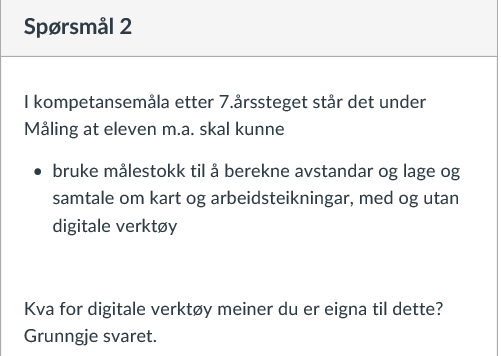 Spørsmål 2
I kompetansemåla etter 7.årssteget står det under
Måling at eleven m.a. skal kunne
• bruke målestokk til å berekne avstandar og lage og
samtale om kart og arbeidsteikningar, med og utan
digitale verktøy
Kva for digitale verktøy meiner du er eigna til dette?
Grunngje svaret.